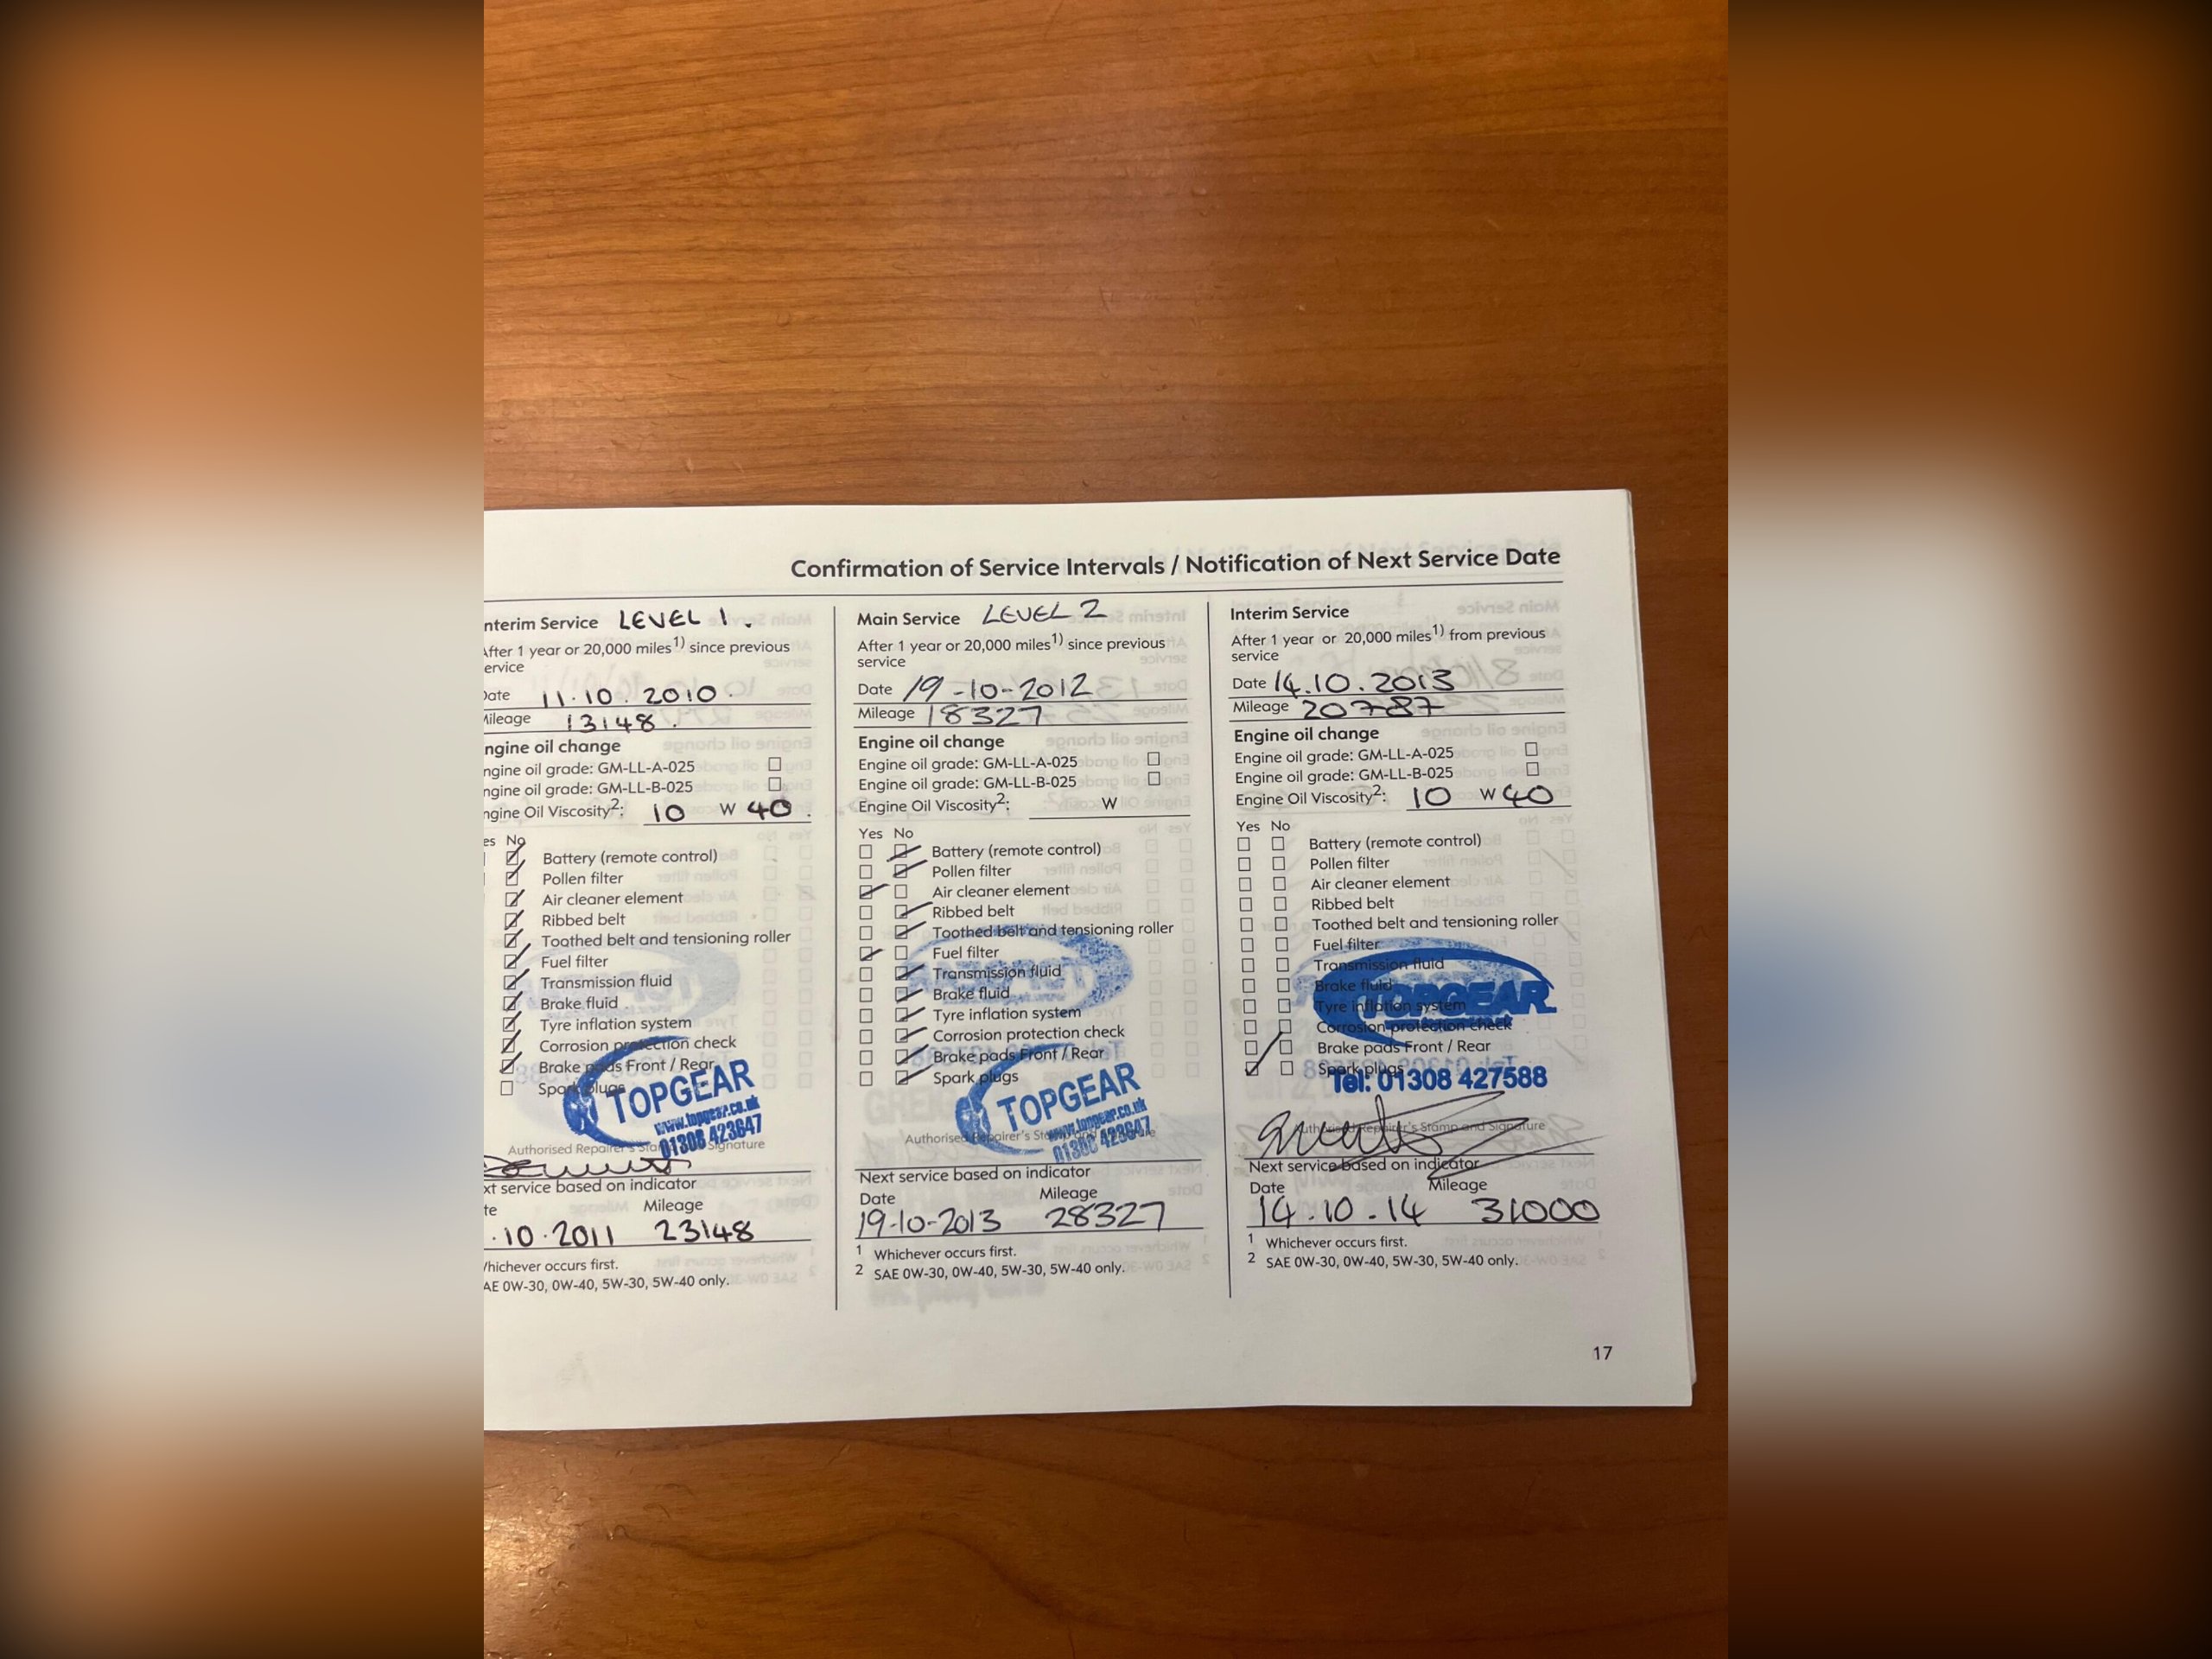 Confirmation of Service Intervals / Notification of Next Service Date
nterim Service LEVEL 1.
After 1 year or 20,000 miles1) since previous
ervice
Date 11.10.2010.
Mileage 13148.
ngine oil change
ngine oil grade: GM-LL-A-025
ngine oil grade: GM-LL-B-025
ngine Oil Viscosity2: 10 W 40.
es No
Battery (remote control)
Pollen filter
Air cleaner element
Ribbed belt
Toothed belt and tensioning roller
Fuel filter
Transmission fluid
Brake fluid
Tyre inflation system
Corrosion protection check
Brake pads Front / Rear
Spark plugs
TOPGEAR
www.topgear.co.uk
01308 423647
Authorised Repairer's Stamp and Signature
xt service based on indicator
te Mileage
.10.2011 23148
Whichever occurs first.
AE 0W-30, 0W-40, 5W-30, 5W-40 only.
Main Service LEVEL 2
After 1 year or 20,000 miles1) since previous
service
Date 19-10-2012
Mileage 18327
Engine oil change
Engine oil grade: GM-LL-A-025
Engine oil grade: GM-LL-B-025
Engine Oil Viscosity2: W
Yes No
Battery (remote control)
Pollen filter
Air cleaner element
Ribbed belt
Toothed belt and tensioning roller
Fuel filter
Transmission fluid
Brake fluid
Tyre inflation system
Corrosion protection check
Brake pads Front / Rear
Spark plugs
TOPGEAR
www.topgear.co.uk
01308 423647
Authorised Repairer's
Next service based on indicator
Date Mileage
19-10-2013 28327
1 Whichever occurs first.
2 SAE 0W-30, 0W-40, 5W-30, 5W-40 only.
Interim Service
After 1 year or 20,000 miles1) from previous
service
Date 14.10.2013
Mileage 20787
Engine oil change
Engine oil grade: GM-LL-A-025
Engine oil grade: GM-LL-B-025
Engine Oil Viscosity2: 10 W 40
Yes No
Battery (remote control)
Pollen filter
Air cleaner element
Ribbed belt
Toothed belt and tensioning roller
Fuel filter
Transmission fluid
Brake fluid
Tyre inflation system
Corrosion protection check
Brake pads Front / Rear
Spark plugs
TOPGEAR
Tel: 01308 427588
Authorised Repairer's Stamp and Signature
Next service based on indicator
Date Mileage
14.10.14 31000
1 Whichever occurs first.
2 SAE 0W-30, 0W-40, 5W-30, 5W-40 only.
17